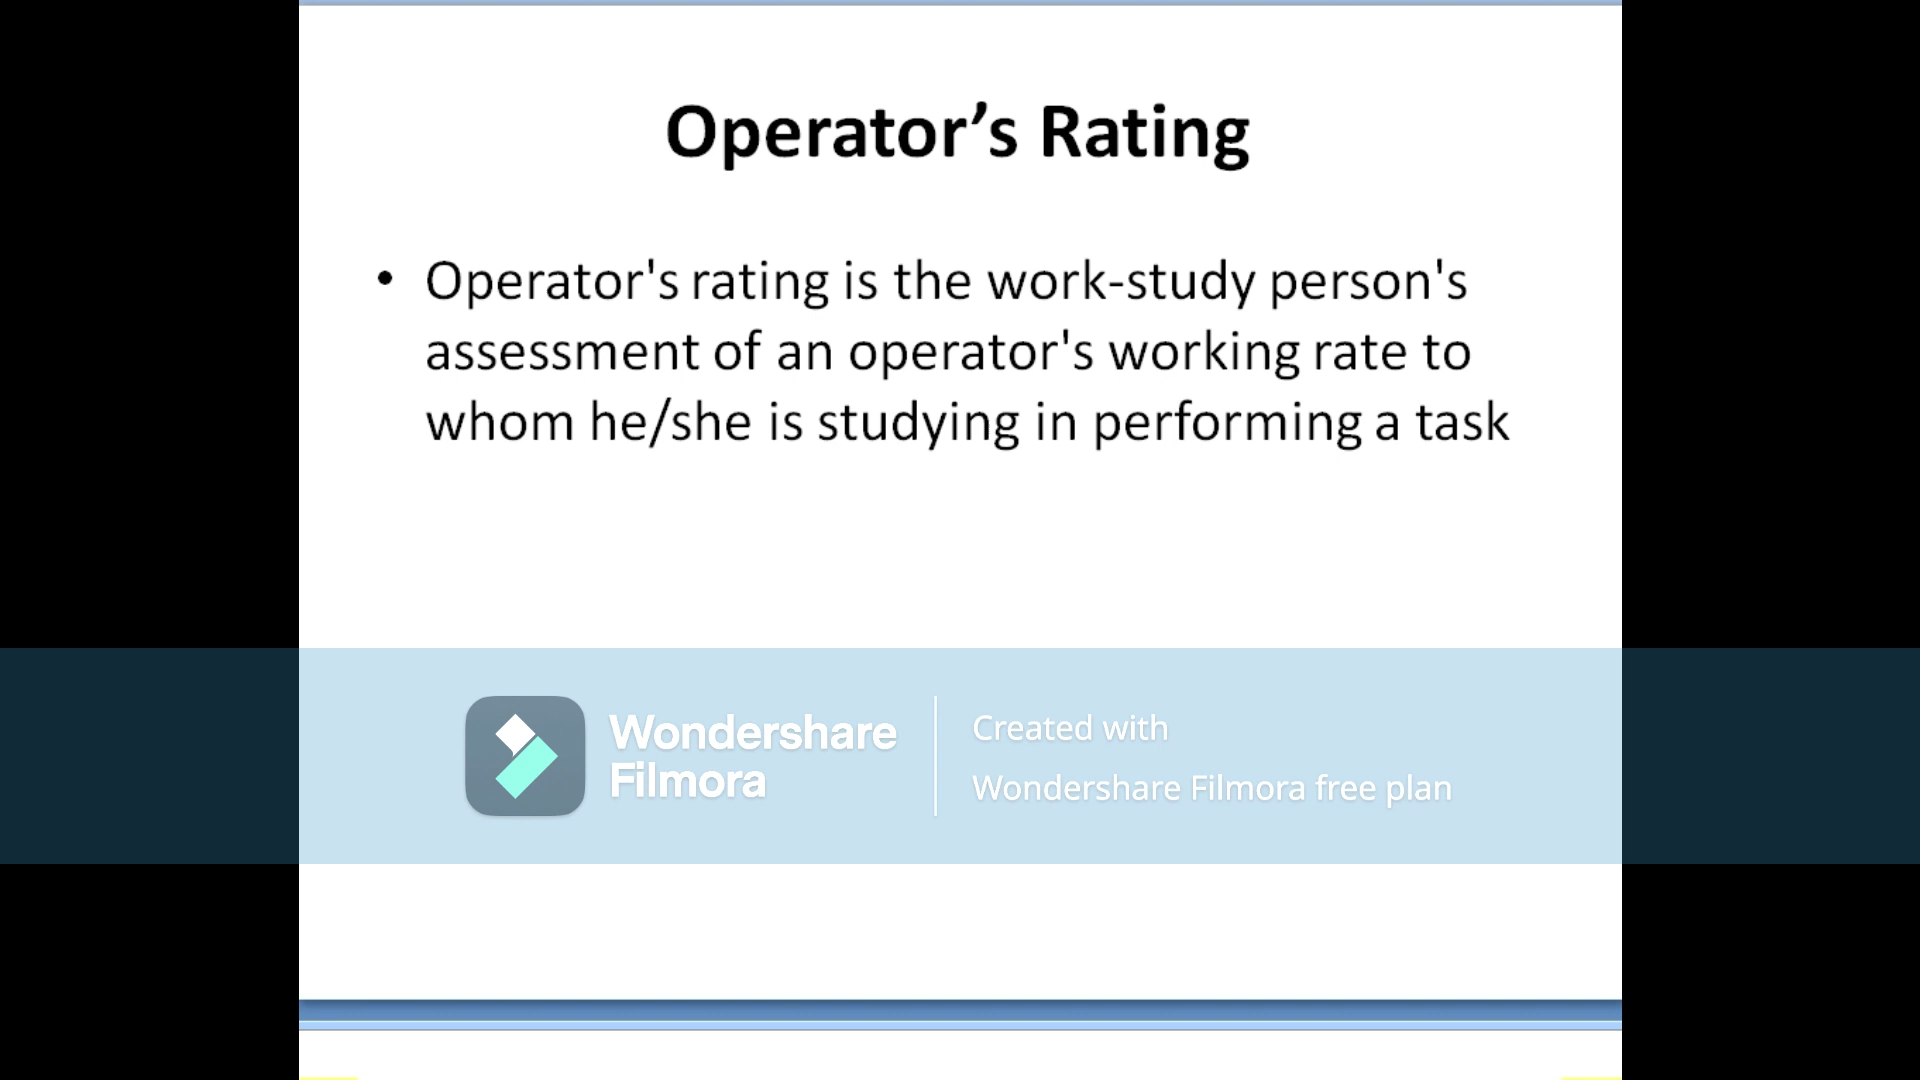 Operator’s Rating
• Operator's rating is the work-study person's
assessment of an operator's working rate to
whom he/she is studying in performing a task
Wondershare
Filmora
Created with
Wondershare Filmora free plan